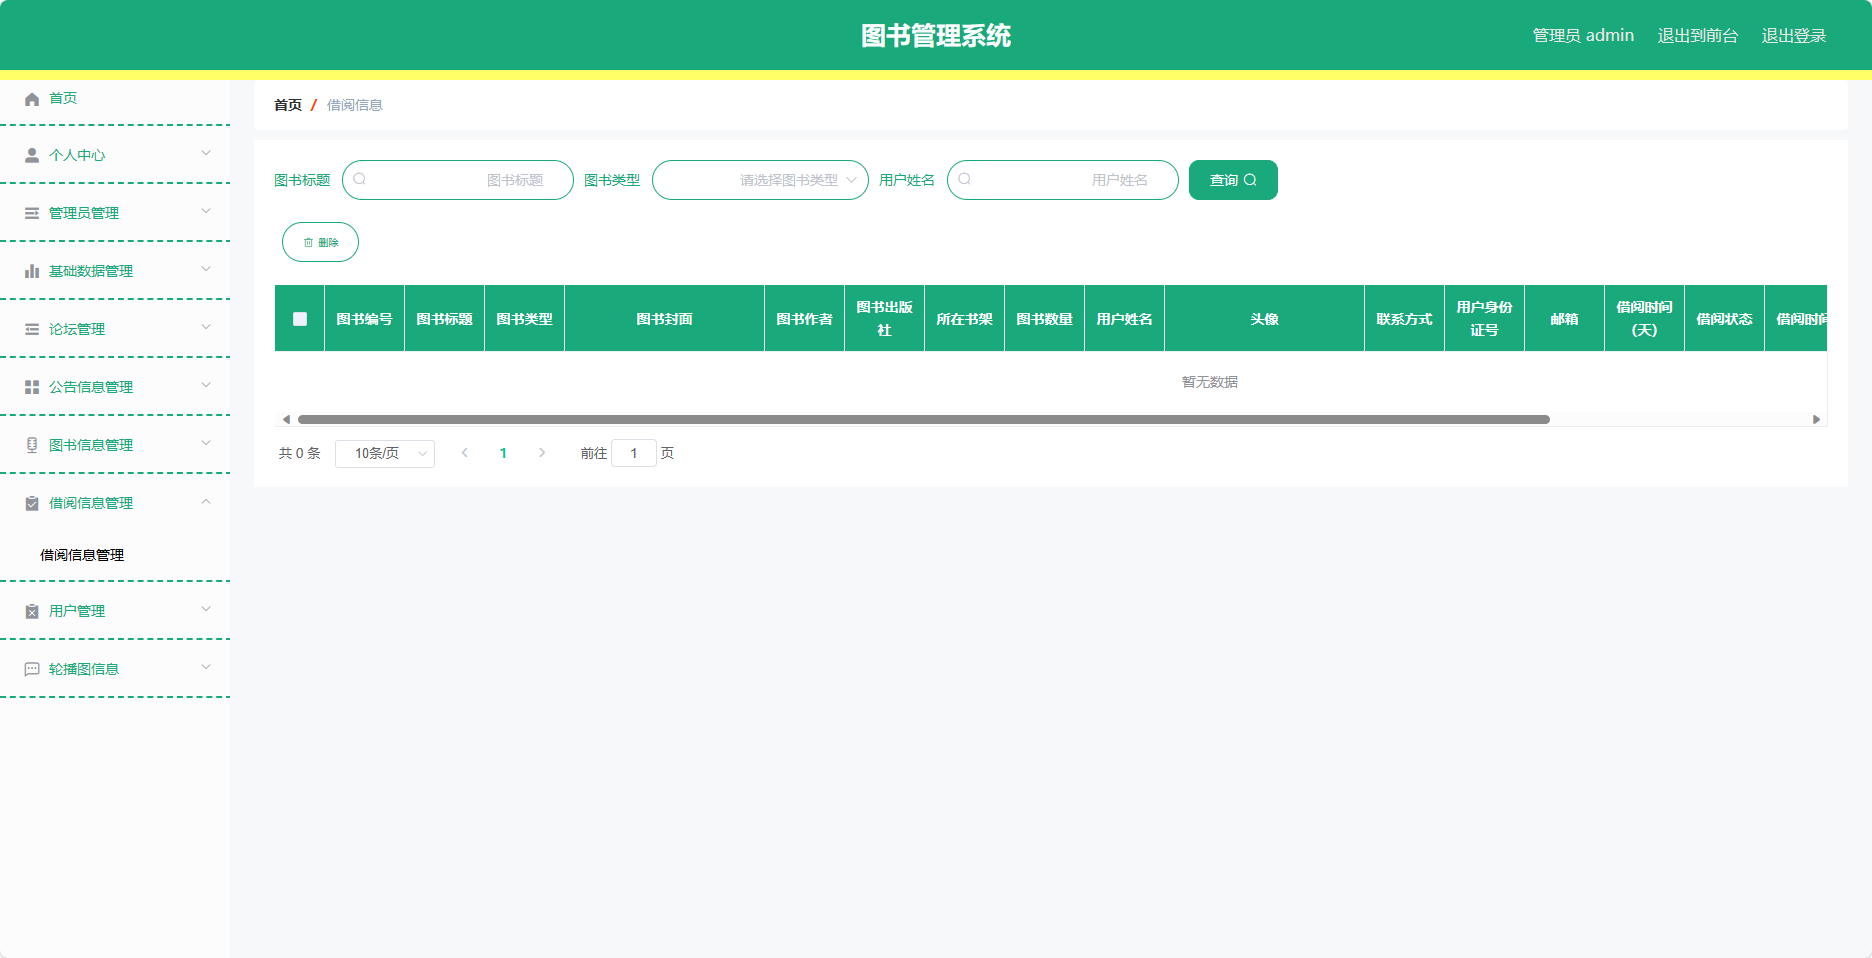 图书管理系统
管理员 admin 退出到前台 退出登录
首页
个人中心
管理员管理
基础数据管理
论坛管理
公告信息管理
图书信息管理
借阅信息管理
借阅信息管理
用户管理
轮播图信息
首页 / 借阅信息
图书标题 图书标题 图书类型 请选择图书类型 用户姓名 用户姓名 查询
删除
图书编号 图书标题 图书类型 图书封面 图书作者 图书出版社 所在书架 图书数量 用户姓名 头像 联系方式 用户身份证号 邮箱 借阅时间(天) 借阅状态 借阅时间
暂无数据
共 0 条 10条/页 1 前往 1 页